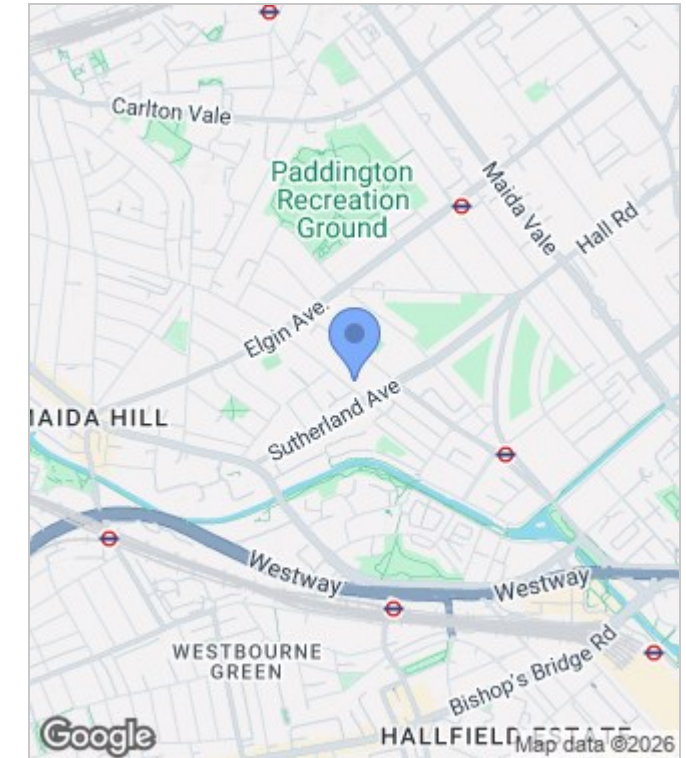 Carlton Vale
Paddington
Recreation
Ground
Maida Vale
Hall Rd
Elgin Ave.
Sutherland Ave
MAIDA HILL
Westway
Westway
WESTBOURNE
GREEN
Bishop's Bridge Rd
HALLFIELD ESTATE
Google
Map data ©2026